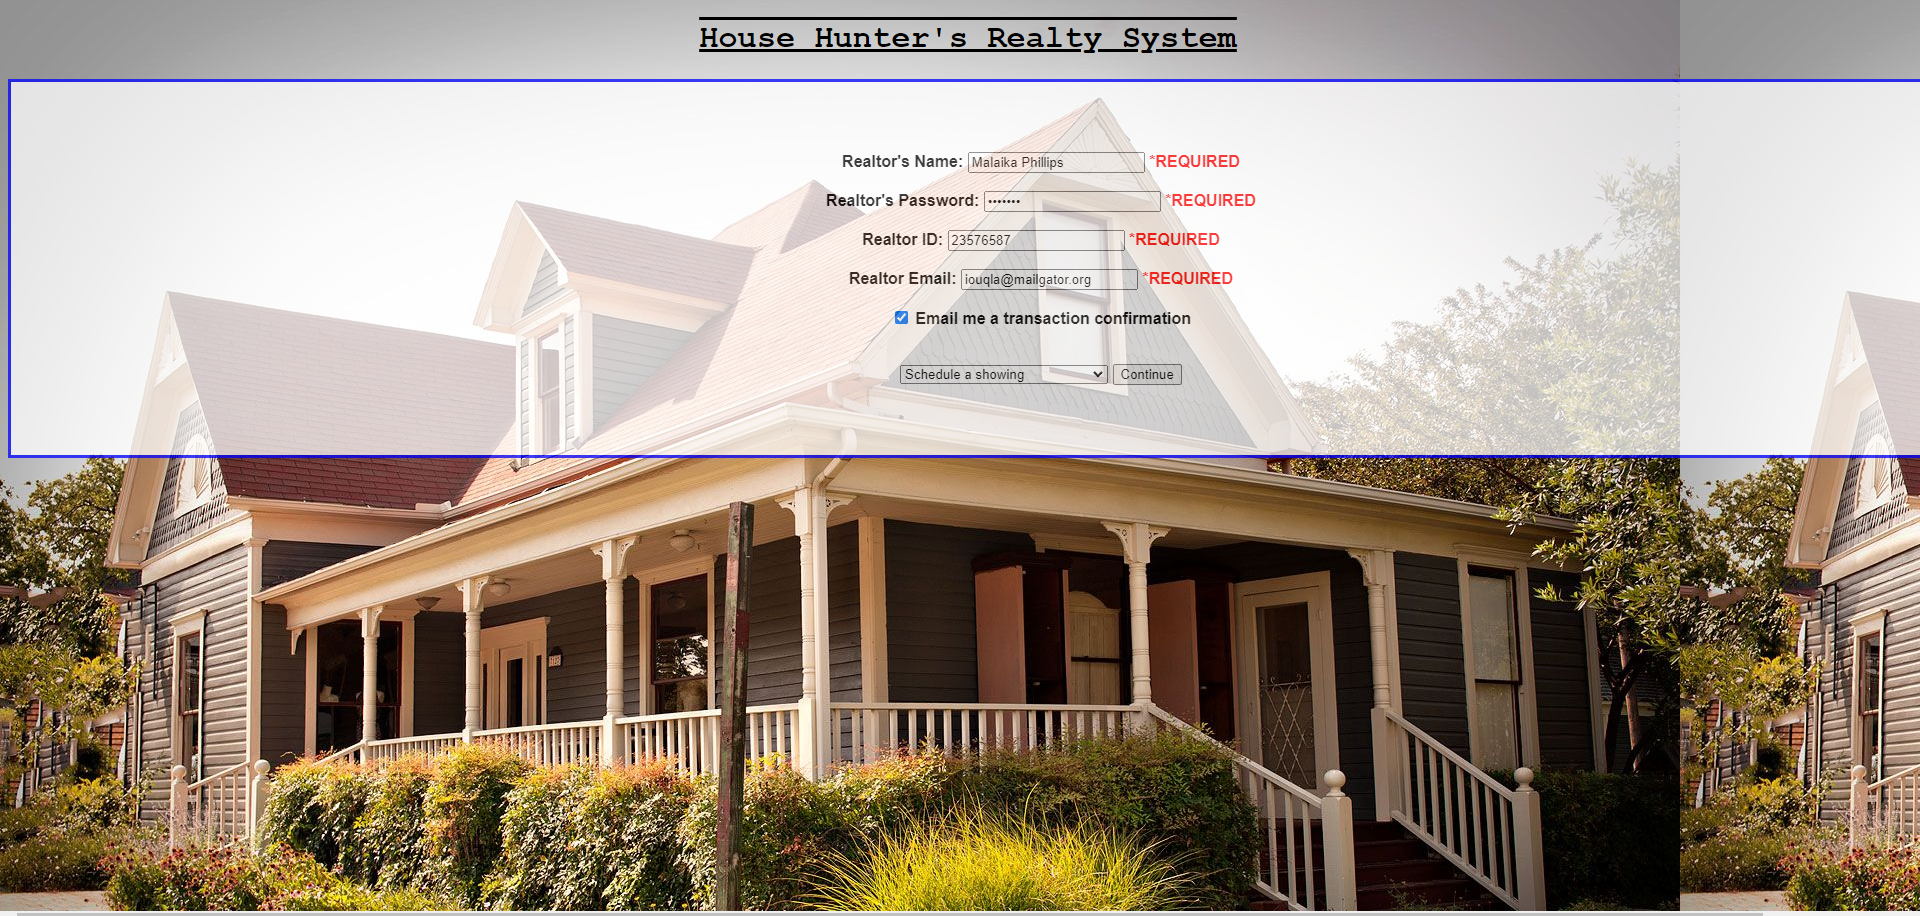 House Hunter's Realty System
Realtor's Name: Malaika Phillips *REQUIRED
Realtor's Password: ••••••• *REQUIRED
Realtor ID: 23576587 *REQUIRED
Realtor Email: iouqla@mailgator.org *REQUIRED
Email me a transaction confirmation
Schedule a showing Continue